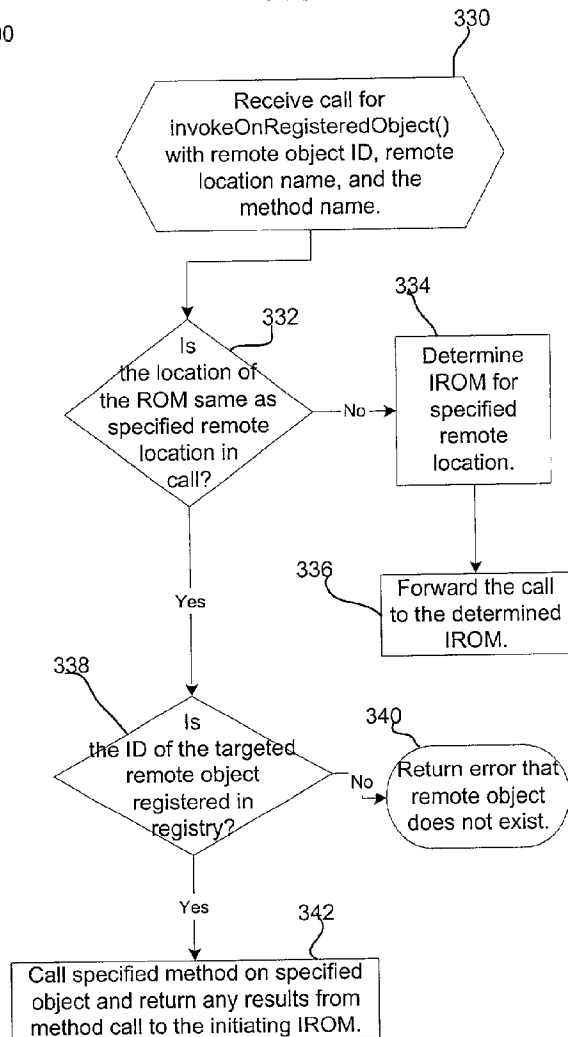 330
00
Receive call for
invokeOnRegisteredObject()
with remote object ID, remote
location name, and the
method name.
332
Is
the location of
the ROM same as
specified remote
location in
call?
No
334
Determine
IROM for
specified
remote
location.
336
Forward the call
to the determined
IROM.
Yes
338
Is
the ID of the targeted
remote object
registered in
registry?
No
340
Return error that
remote object
does not exist.
Yes
342
Call specified method on specified
object and return any results from
method call to the initiating IROM.